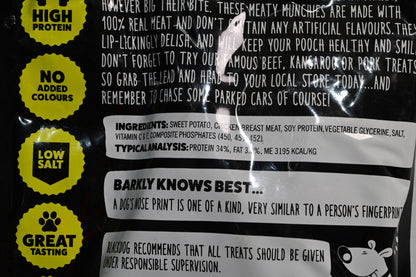 HOWEVER BIG THEIR BITE. THESE MEATY MUNCHIES ARE MADE WITH
100% REAL MEAT AND DON'T CONTAIN ANY ARTIFICIAL FLAVOURS. THEY
LIP-LICKINGLY DELISH, AND WILL KEEP YOUR POOCH HEALTHY AND SMIL
DON'T FORGET TO TRY OUR FAMOUS BEEF, KANGAROO OR PORK TREATS
SO GRAB THE LEAD AND HEAD TO YOUR LOCAL STORE TODAY...AND
REMEMBER TO CHASE SOME PARKED CARS OF COURSE!
HIGH
PROTEIN
NO
ADDED
COLOURS
LOW
SALT
GREAT
TASTING
INGREDIENTS: SWEET POTATO, CHICKEN BREAST MEAT, SOY PROTEIN, VEGETABLE GLYCERINE, SALT,
VITAMIN C & E, COMPOSITE PHOSPHATES (450, 451, 452).
TYPICAL ANALYSIS: PROTEIN 34%, FAT %, ME 3195 KCAL/KG
BARKLY KNOWS BEST...
A DOG'S NOSE PRINT IS ONE OF A KIND, VERY SIMILAR TO A PERSON'S FINGERPRINT
BLACKDOG RECOMMENDS THAT ALL TREATS SHOULD BE GIVEN
UNDER RESPONSIBLE SUPERVISION.